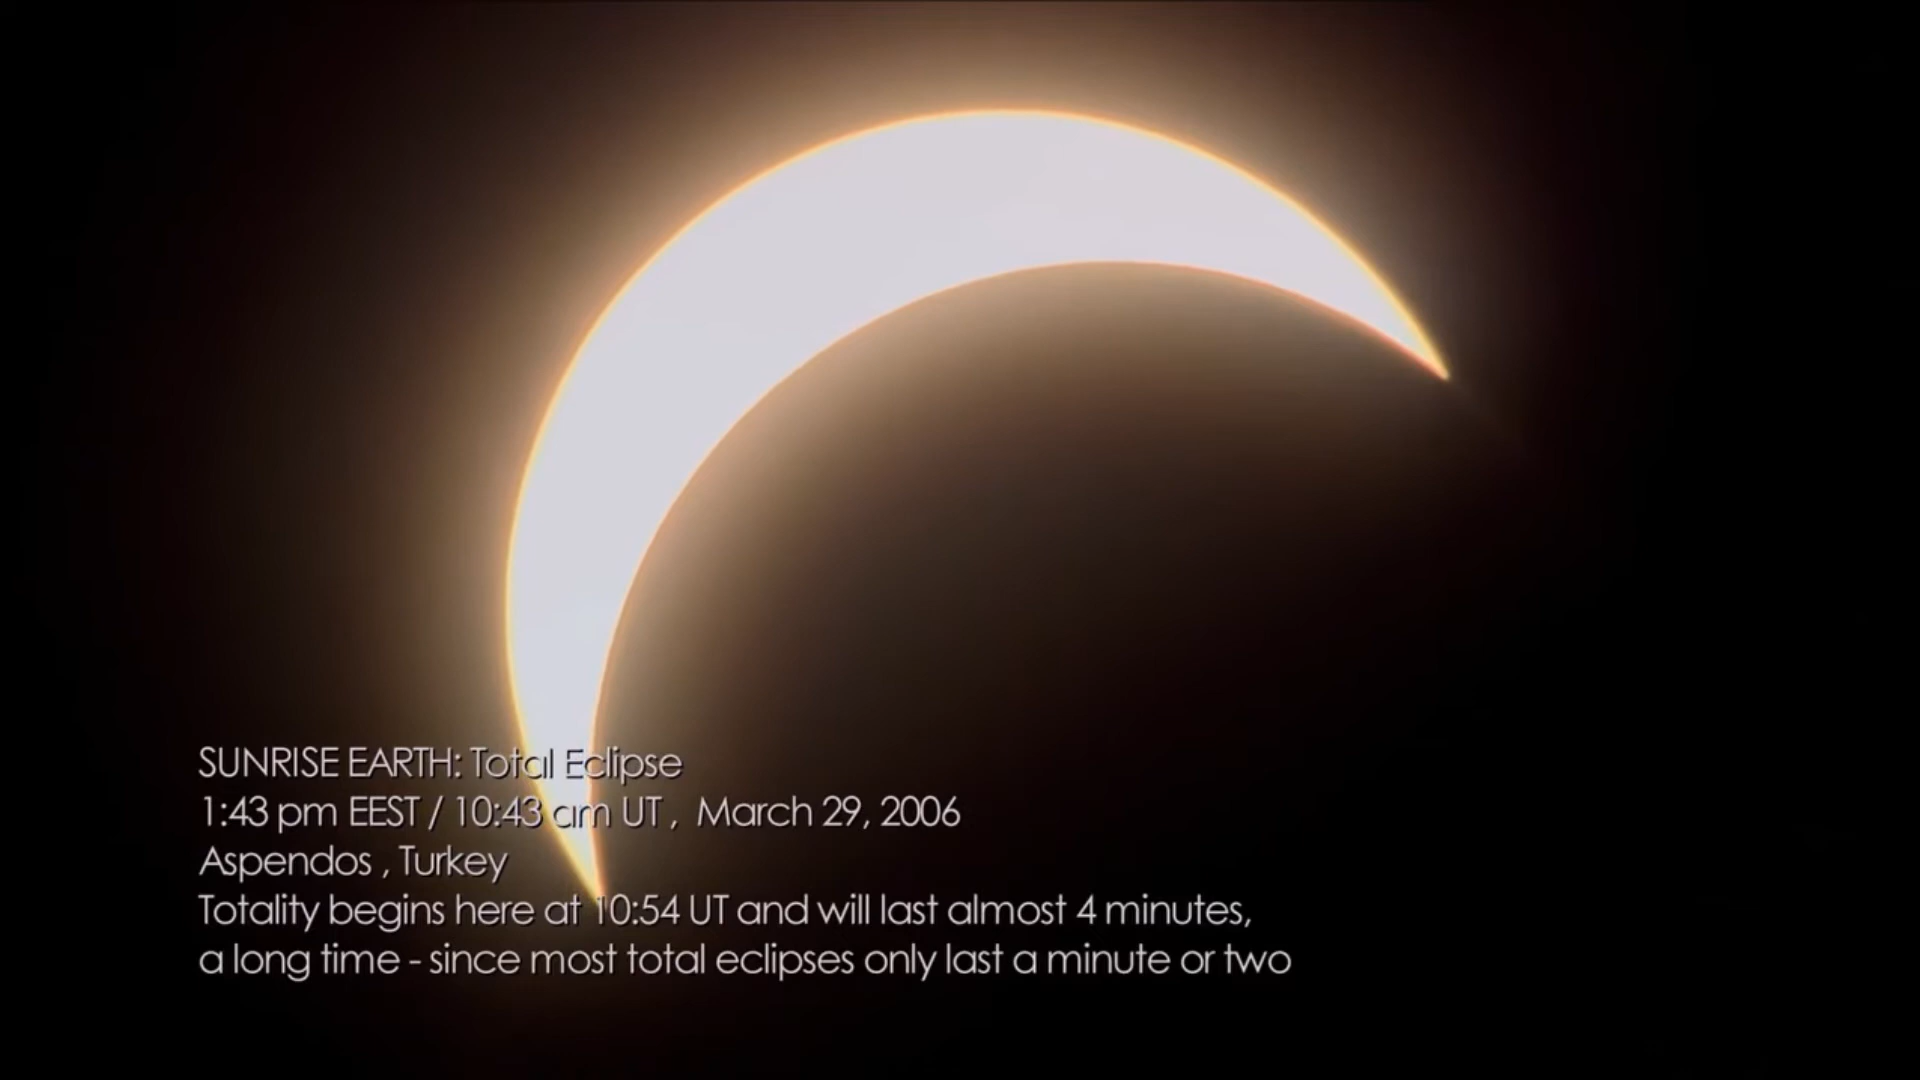 SUNRISE EARTH: Total Eclipse
1:43 pm EEST / 10:43 am UT , March 29, 2006
Aspendos , Turkey
Totality begins here at 10:54 UT and will last almost 4 minutes,
a long time - since most total eclipses only last a minute or two